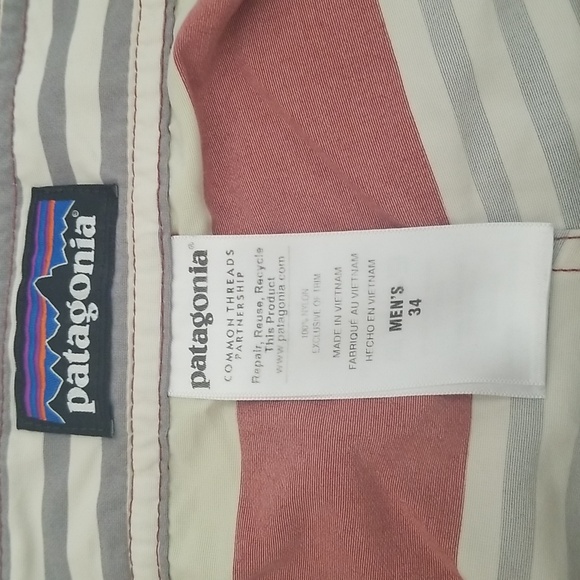 patagonia®
patagonia®
COMMON THREADS
PARTNERSHIP
Repair, Reuse, Recycle
This Product
www.patagonia.com
100% NYLON
EXCLUSIVE OF TRIM
MADE IN VIETNAM
FABRIQUÉ AU VIETNAM
HECHO EN VIETNAM
MEN'S
34